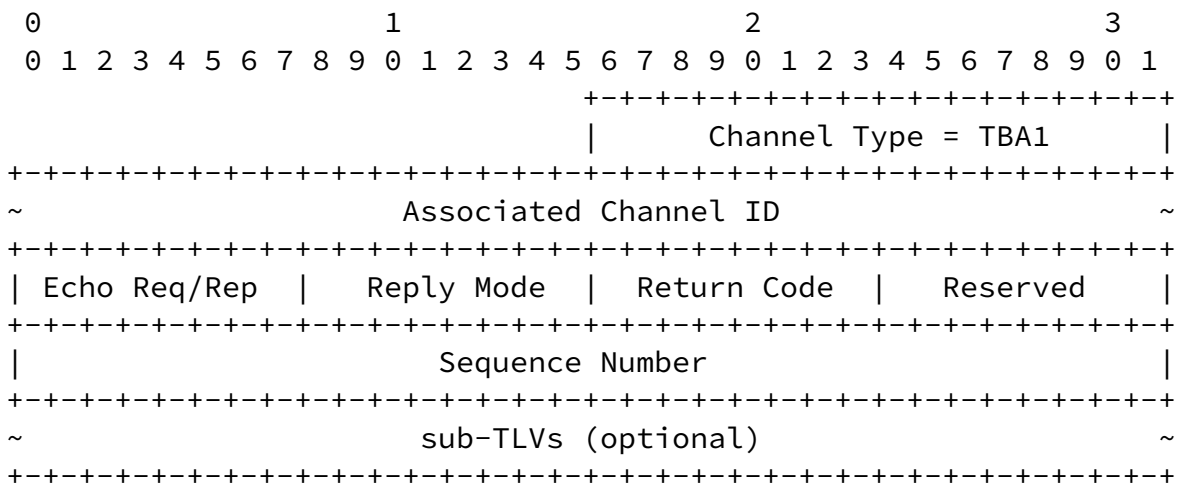 0                   1                   2                   3
 0 1 2 3 4 5 6 7 8 9 0 1 2 3 4 5 6 7 8 9 0 1 2 3 4 5 6 7 8 9 0 1
                                +-+-+-+-+-+-+-+-+-+-+-+-+-+-+-+-+
                                |      Channel Type = TBA1      |
+-+-+-+-+-+-+-+-+-+-+-+-+-+-+-+-+-+-+-+-+-+-+-+-+-+-+-+-+-+-+-+-+
~                     Associated Channel ID                     ~
+-+-+-+-+-+-+-+-+-+-+-+-+-+-+-+-+-+-+-+-+-+-+-+-+-+-+-+-+-+-+-+-+
| Echo Req/Rep  |   Reply Mode  |  Return Code  |   Reserved    |
+-+-+-+-+-+-+-+-+-+-+-+-+-+-+-+-+-+-+-+-+-+-+-+-+-+-+-+-+-+-+-+-+
|                       Sequence Number                         |
+-+-+-+-+-+-+-+-+-+-+-+-+-+-+-+-+-+-+-+-+-+-+-+-+-+-+-+-+-+-+-+-+
~                      sub-TLVs (optional)                      ~
+-+-+-+-+-+-+-+-+-+-+-+-+-+-+-+-+-+-+-+-+-+-+-+-+-+-+-+-+-+-+-+-+